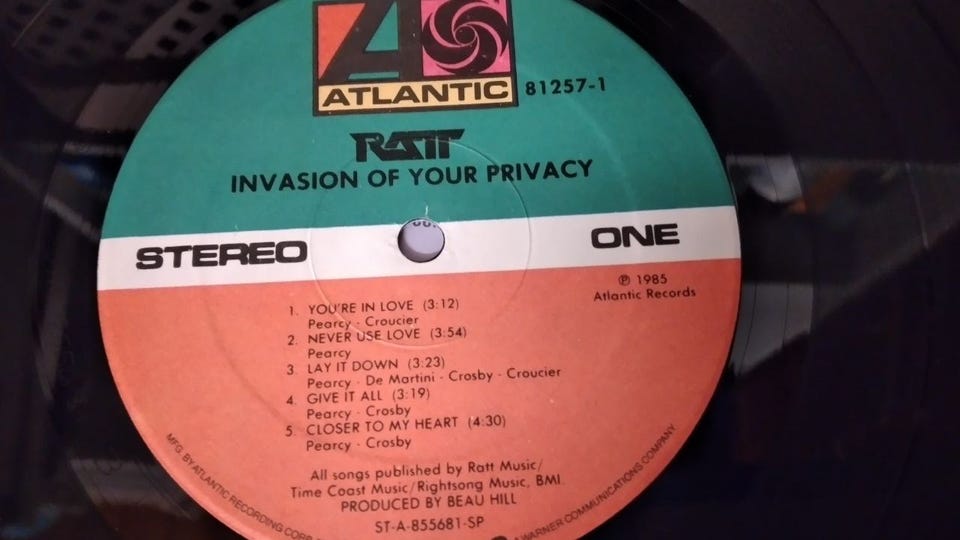 ATLANTIC
81257-1
RATT
INVASION OF YOUR PRIVACY
STEREO
ONE
℗ 1985
Atlantic Records
1. YOU'RE IN LOVE (3:12)
Pearcy · Croucier
2. NEVER USE LOVE (3:54)
Pearcy
3. LAY IT DOWN (3:23)
Pearcy · De Martini · Crosby · Croucier
4. GIVE IT ALL (3:19)
Pearcy · Crosby
5. CLOSER TO MY HEART (4:30)
Pearcy · Crosby
All songs published by Ratt Music/
Time Coast Music/Rightsong Music, BMI.
PRODUCED BY BEAU HILL
ST-A-855681-SP
MFG. BY ATLANTIC RECORDING CORP
A WARNER COMMUNICATIONS COMPANY